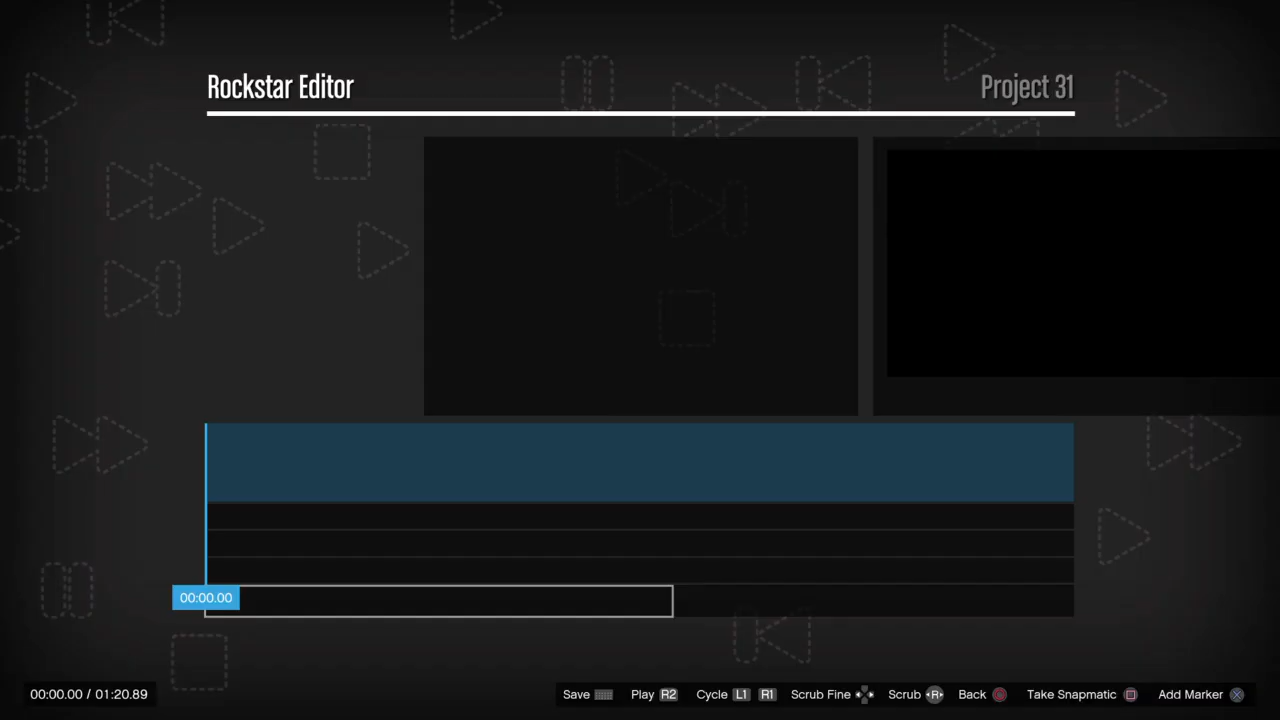 Rockstar Editor
Project 31
00:00.00
00:00.00 / 01:20.89
Save Play R2 Cycle L1 R1 Scrub Fine Scrub R Back Take Snapmatic Add Marker